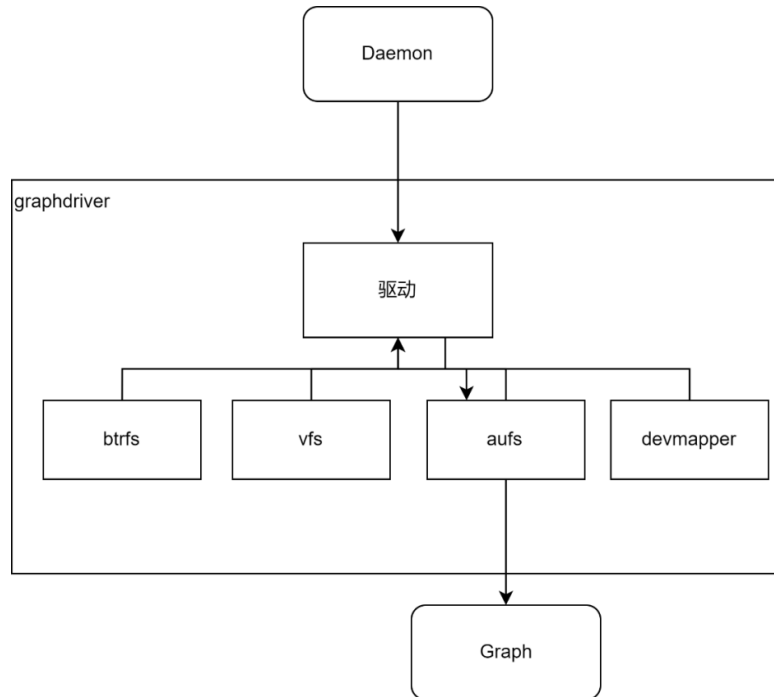 Daemon
graphdriver
驱动
btrfs
vfs
aufs
devmapper
Graph